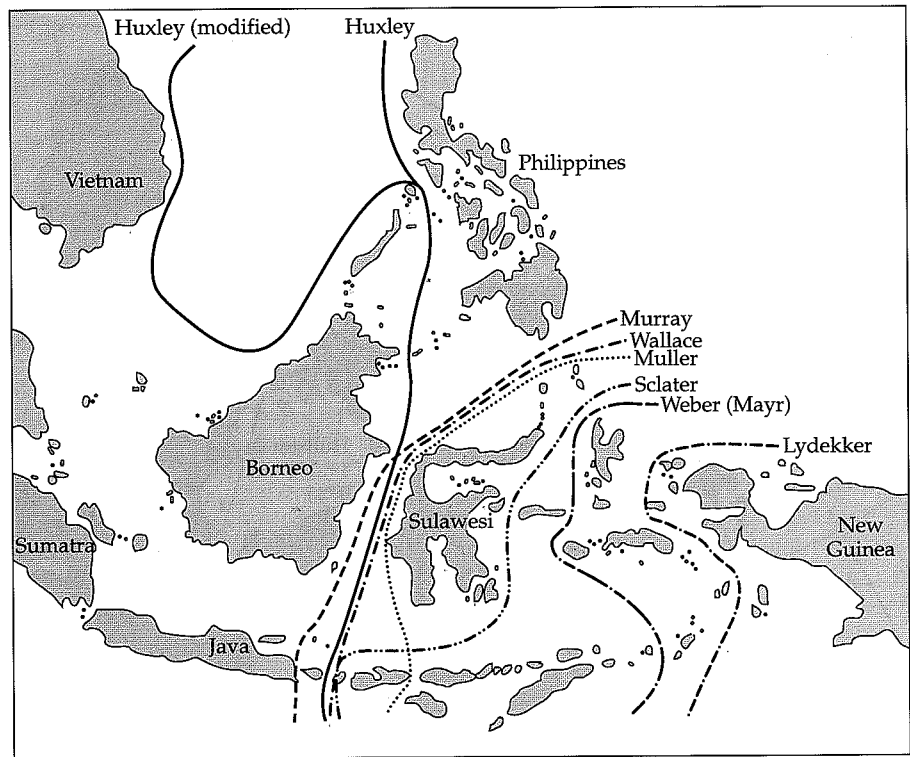 Huxley (modified)
Huxley
Philippines
Vietnam
Murray
Wallace
Muller
Sclater
Weber (Mayr)
Lydekker
Borneo
Sulawesi
New
Guinea
Sumatra
Java